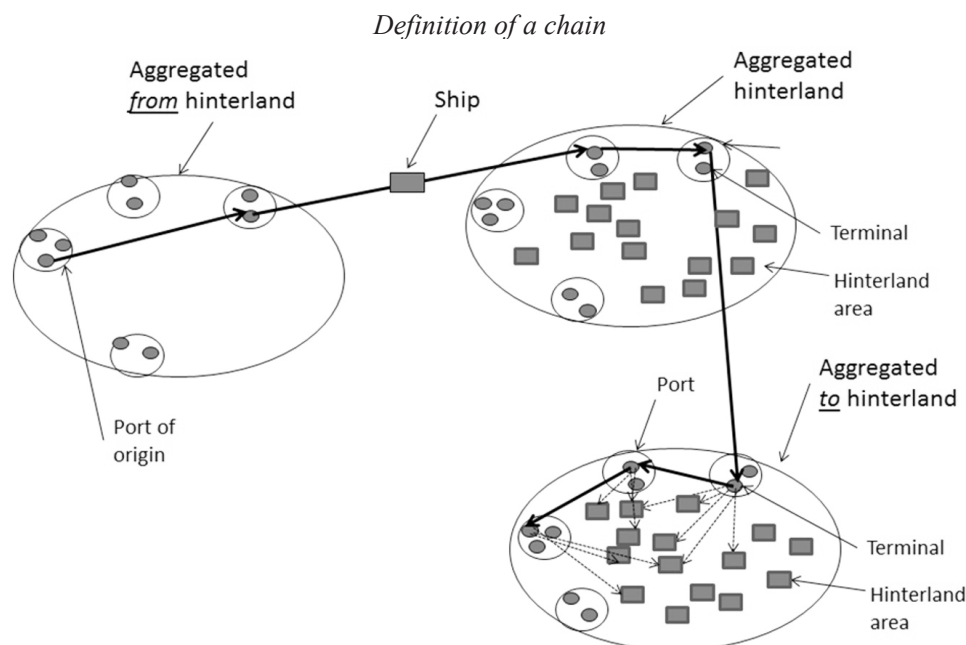 Definition of a chain
Aggregated
from hinterland
Ship
Aggregated
hinterland
Terminal
Hinterland
area
Port of
origin
Port
Aggregated
to hinterland
Terminal
Hinterland
area